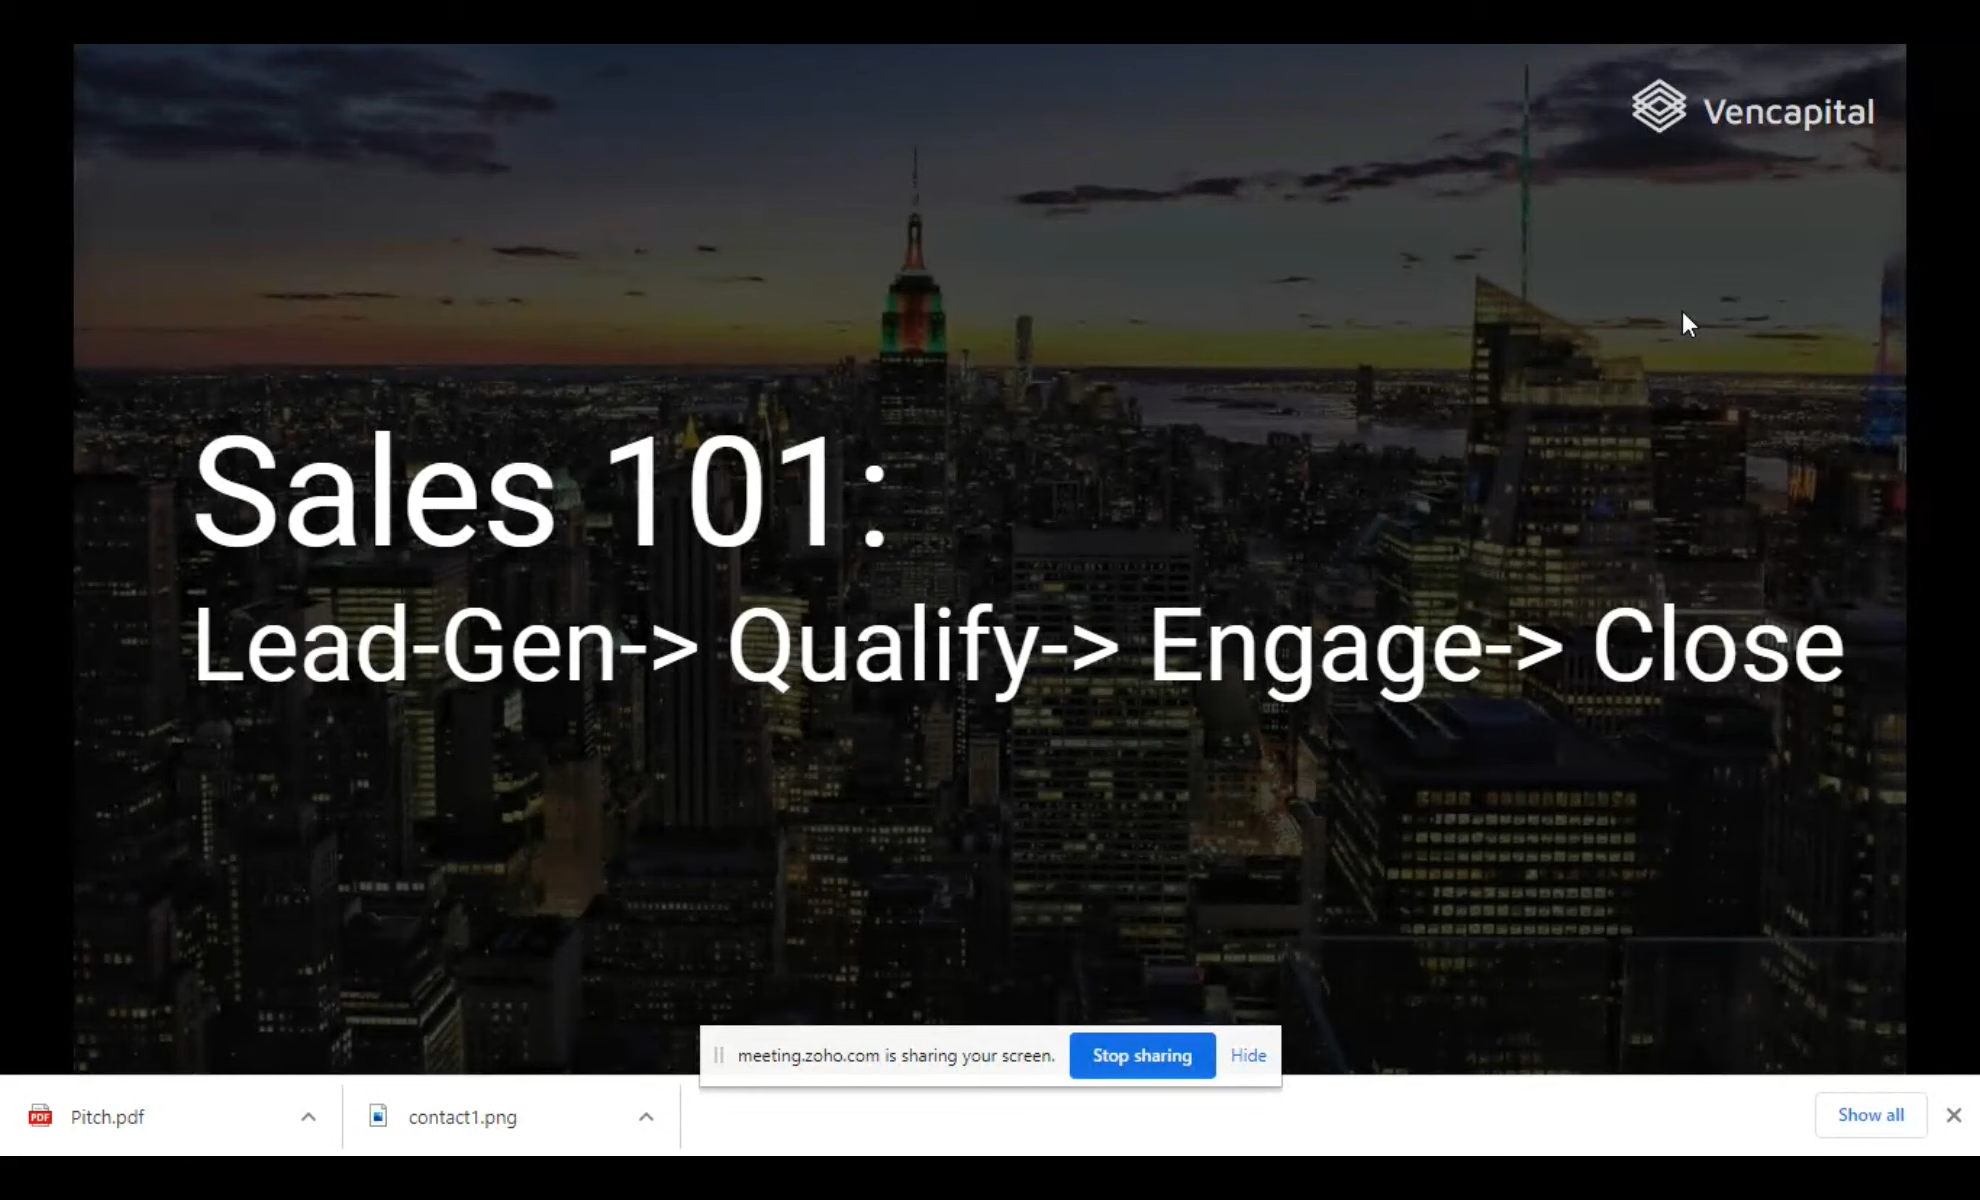 Vencapital
Sales 101:
Lead-Gen-> Qualify-> Engage-> Close
meeting.zoho.com is sharing your screen. Stop sharing Hide
PDF Pitch.pdf contact1.png Show all